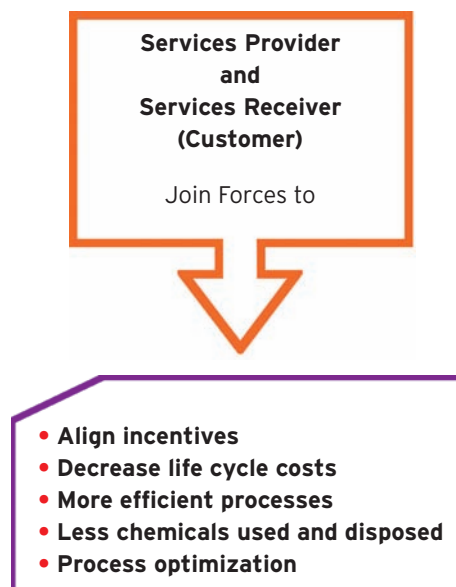 Services Provider
and
Services Receiver
(Customer)
Join Forces to
• Align incentives
• Decrease life cycle costs
• More efficient processes
• Less chemicals used and disposed
• Process optimization